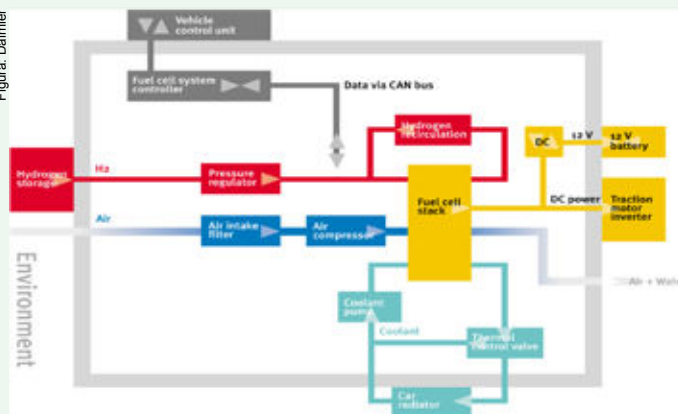 Figura: Daimler
Vehicle
control unit
Fuel cell system
controller
Data via CAN bus
Hydrogen
recirculation
DC
12 V
12 V
battery
Hydrogen
storage
H2
Pressure
regulator
Fuel cell
stack
DC power
Traction
motor
inverter
Air
Air intake
filter
Air
compressor
Environment
Air + Wate
Coolant
pump
Coolant
Thermal
control valve
Car
radiator